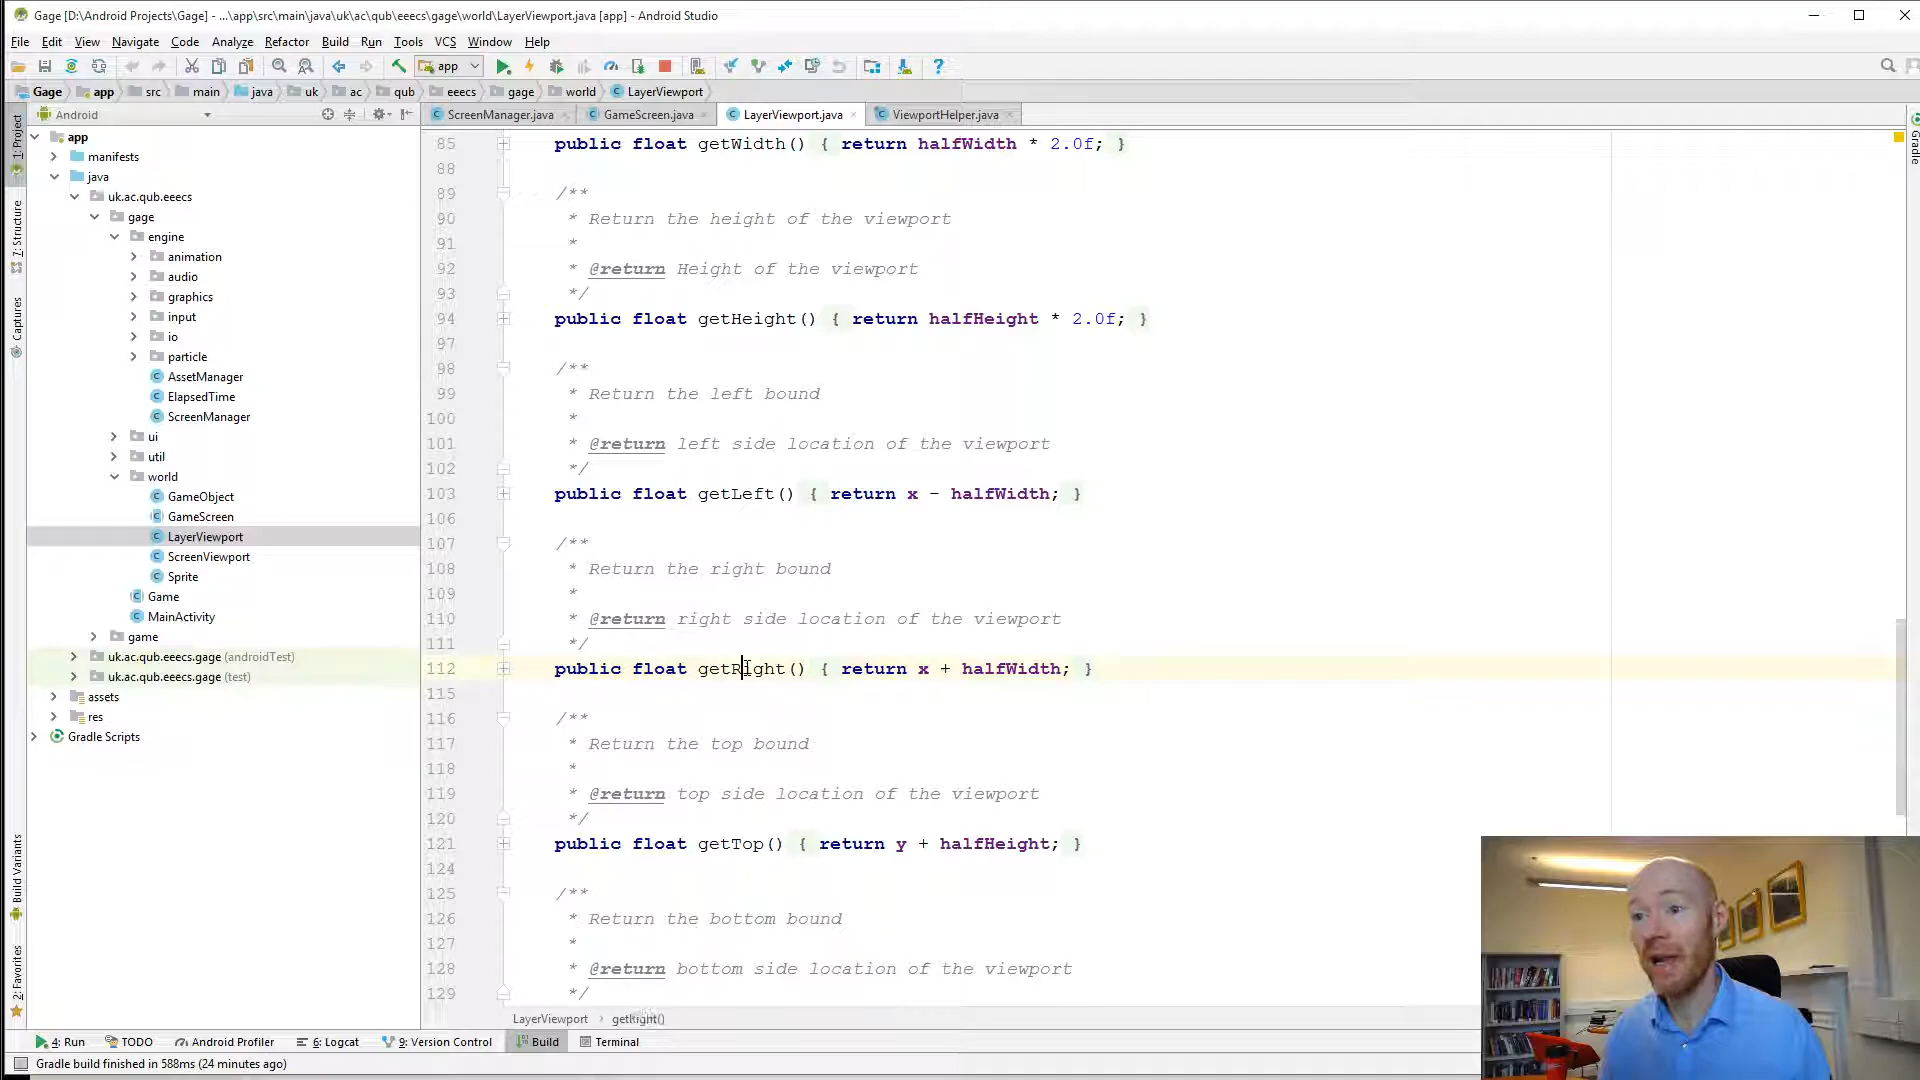 Gage [D:\Android Projects\Gage] - ...\app\src\main\java\uk\ac\qub\eeecs\gage\world\LayerViewport.java [app] - Android Studio
File Edit View Navigate Code Analyze Refactor Build Run Tools VCS Window Help
app
Gage app src main java uk ac qub eeecs gage world LayerViewport
Android
ScreenManager.java GameScreen.java LayerViewport.java ViewportHelper.java
1: Project
7: Structure
Captures
Build Variants
2: Favorites
Gradle
app
manifests
java
uk.ac.qub.eeecs
gage
engine
animation
audio
graphics
input
io
particle
AssetManager
ElapsedTime
ScreenManager
ui
util
world
GameObject
GameScreen
LayerViewport
ScreenViewport
Sprite
Game
MainActivity
game
uk.ac.qub.eeecs.gage (androidTest)
uk.ac.qub.eeecs.gage (test)
assets
res
Gradle Scripts
85 public float getWidth() { return halfWidth * 2.0f; }
88
89 /**
90 * Return the height of the viewport
91 *
92 * @return Height of the viewport
93 */
94 public float getHeight() { return halfHeight * 2.0f; }
97
98 /**
99 * Return the left bound
100 *
101 * @return left side location of the viewport
102 */
103 public float getLeft() { return x - halfWidth; }
106
107 /**
108 * Return the right bound
109 *
110 * @return right side location of the viewport
111 */
112 public float getRight() { return x + halfWidth; }
115
116 /**
117 * Return the top bound
118 *
119 * @return top side location of the viewport
120 */
121 public float getTop() { return y + halfHeight; }
124
125 /**
126 * Return the bottom bound
127 *
128 * @return bottom side location of the viewport
129 */
LayerViewport › getRight()
4: Run TODO Android Profiler 6: Logcat 9: Version Control Build Terminal
Gradle build finished in 588ms (24 minutes ago)